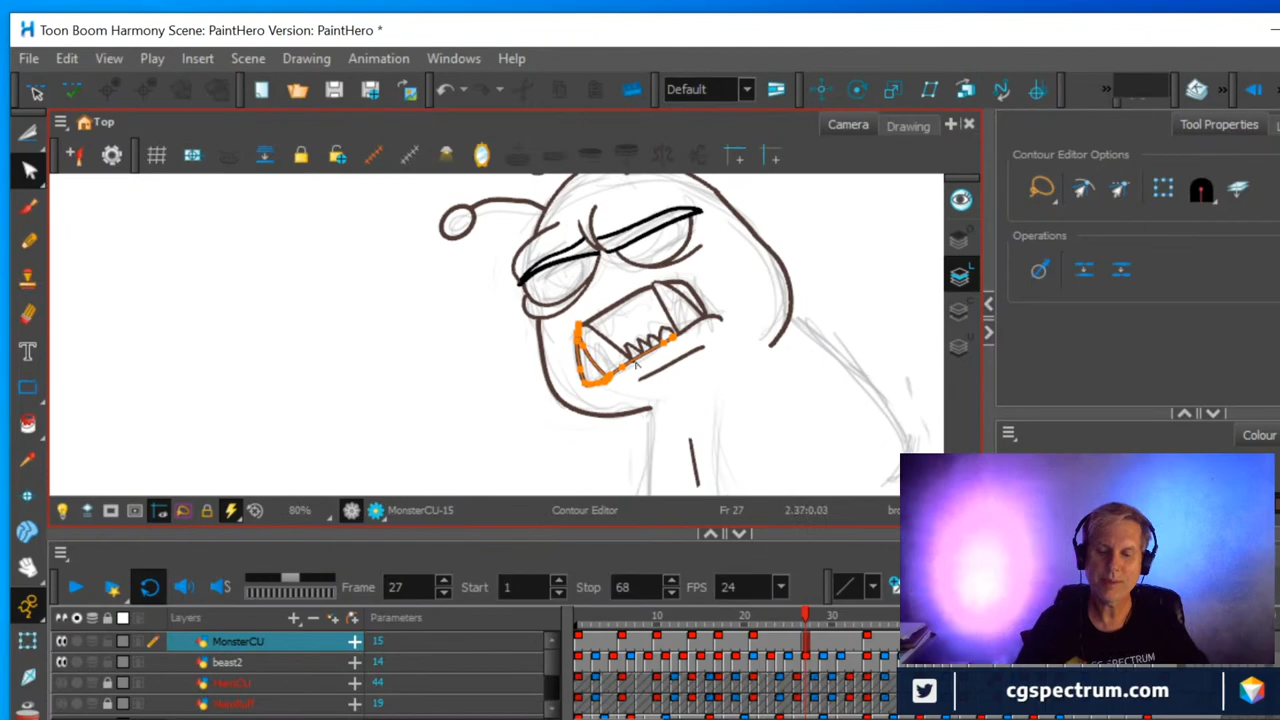 Toon Boom Harmony Scene: PaintHero Version: PaintHero *
File Edit View Play Insert Scene Drawing Animation Windows Help
Default
Top
Camera Drawing
Tool Properties
Contour Editor Options
Operations
Colour
80%
MonsterCU-15
Contour Editor
Fr 27
2.37:0.03
Frame 27 Start 1 Stop 68 FPS 24
Layers Parameters
10 20 30
MonsterCU 15
beast2 14
44
19
SPECTRUM
cgspectrum.com